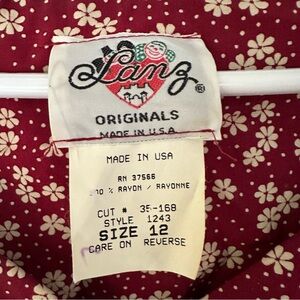 Lanz ®
ORIGINALS
MADE IN U.S.A.
MADE IN USA
RN 37566
% RAYON / RAYONNE
CUT # 35-168
STYLE 1243
SIZE 12
CARE ON REVERSE